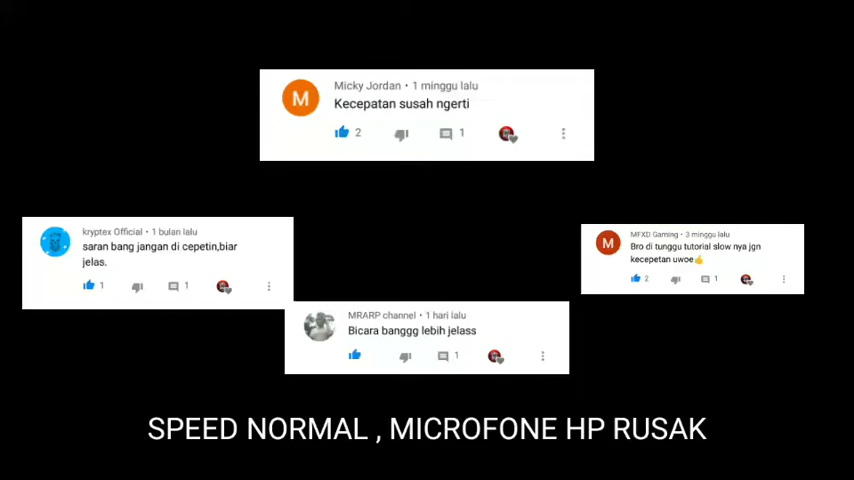 M
Micky Jordan • 1 minggu lalu
Kecepatan susah ngerti
2 1
kryptex Official • 1 bulan lalu
saran bang jangan di cepetin,biar
jelas.
1 1
M
MFXD Gaming • 3 minggu lalu
Bro di tunggu tutorial slow nya jgn
kecepetan uwoe👍
2 1
MRARP channel • 1 hari lalu
Bicara banggg lebih jelass
1
SPEED NORMAL , MICROFONE HP RUSAK